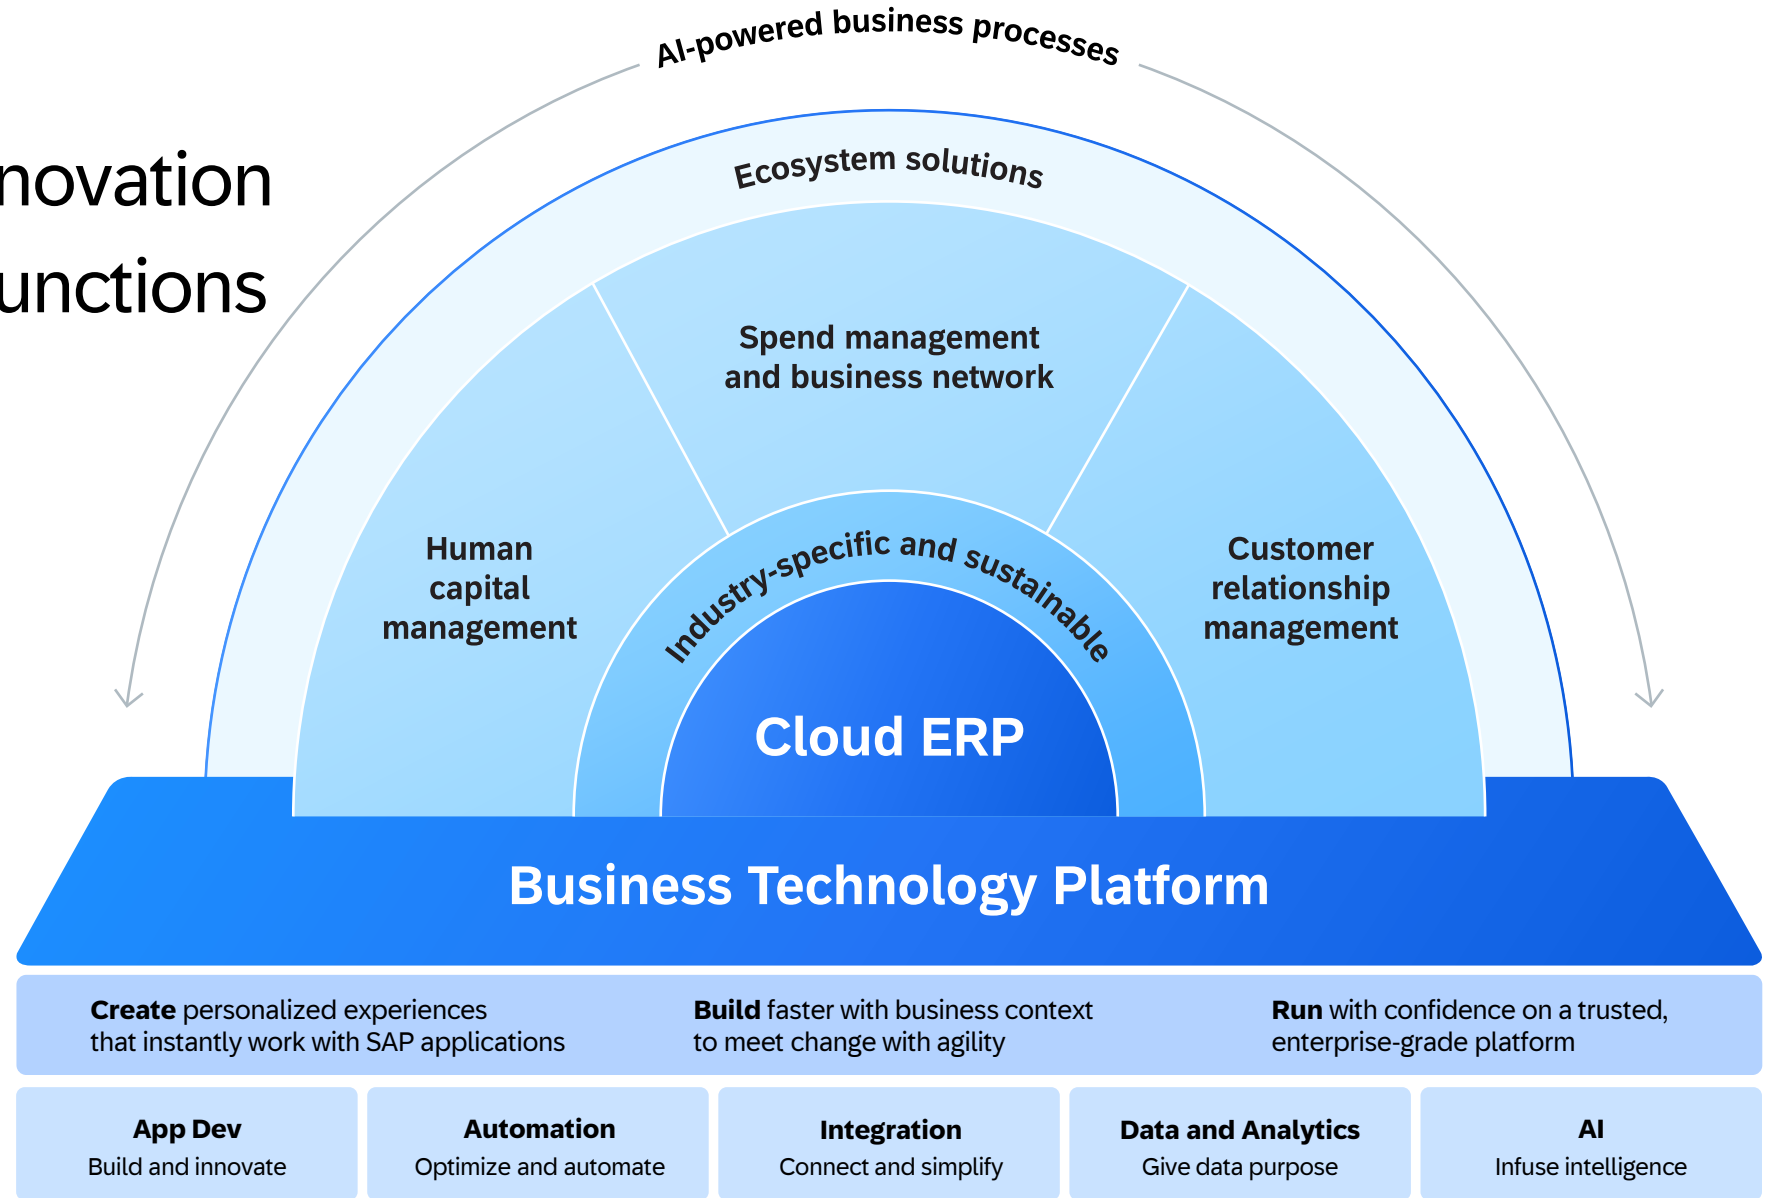 AI-powered business processes
novation
unctions
Ecosystem solutions
Spend management
and business network
Human
capital
management
Customer
relationship
management
Industry-specific and sustainable
Cloud ERP
Business Technology Platform
Create personalized experiences
that instantly work with SAP applications
Build faster with business context
to meet change with agility
Run with confidence on a trusted,
enterprise-grade platform
App Dev
Build and innovate
Automation
Optimize and automate
Integration
Connect and simplify
Data and Analytics
Give data purpose
AI
Infuse intelligence